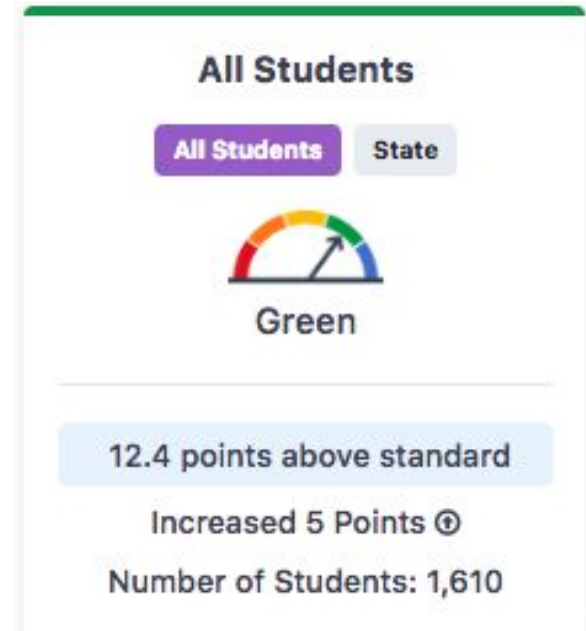 All Students
All Students State
Green
12.4 points above standard
Increased 5 Points
Number of Students: 1,610